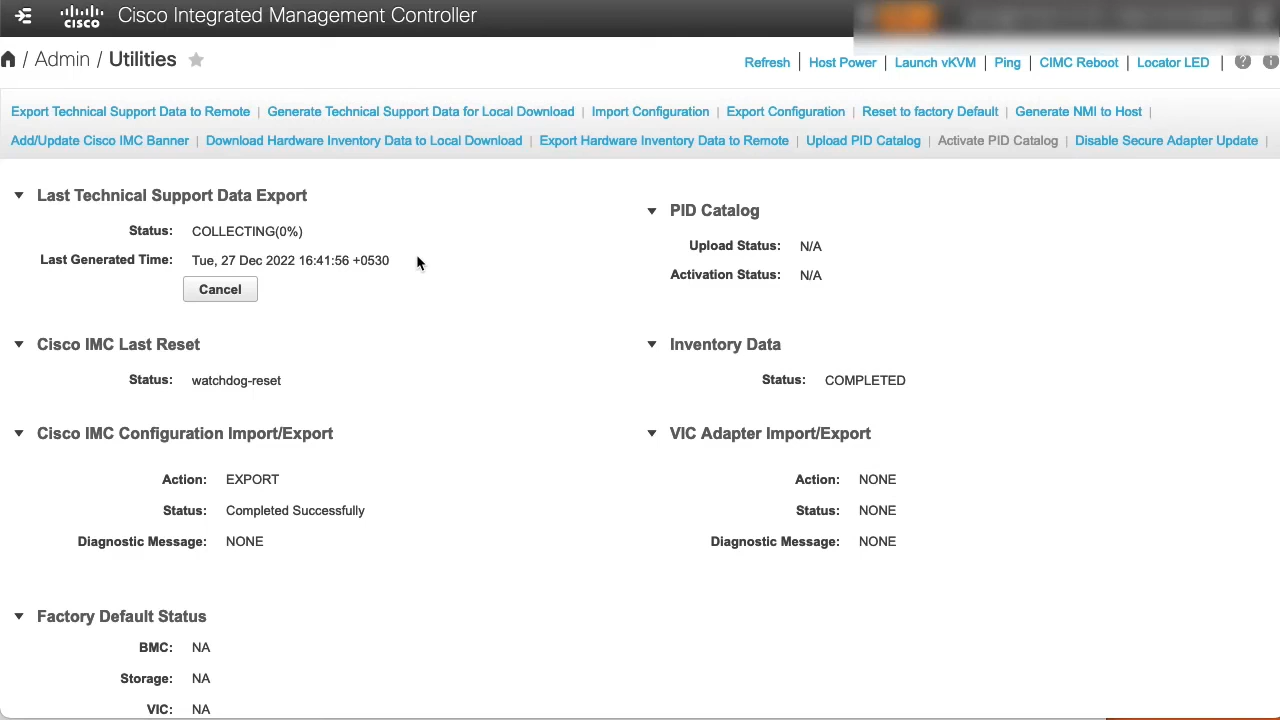 cisco Cisco Integrated Management Controller
/ Admin / Utilities
Refresh | Host Power | Launch vKVM | Ping | CIMC Reboot | Locator LED | ? i
Export Technical Support Data to Remote | Generate Technical Support Data for Local Download | Import Configuration | Export Configuration | Reset to factory Default | Generate NMI to Host |
Add/Update Cisco IMC Banner | Download Hardware Inventory Data to Local Download | Export Hardware Inventory Data to Remote | Upload PID Catalog | Activate PID Catalog | Disable Secure Adapter Update |
Last Technical Support Data Export
Status: COLLECTING(0%)
Last Generated Time: Tue, 27 Dec 2022 16:41:56 +0530
Cancel
PID Catalog
Upload Status: N/A
Activation Status: N/A
Cisco IMC Last Reset
Status: watchdog-reset
Inventory Data
Status: COMPLETED
Cisco IMC Configuration Import/Export
Action: EXPORT
Status: Completed Successfully
Diagnostic Message: NONE
VIC Adapter Import/Export
Action: NONE
Status: NONE
Diagnostic Message: NONE
Factory Default Status
BMC: NA
Storage: NA
VIC: NA